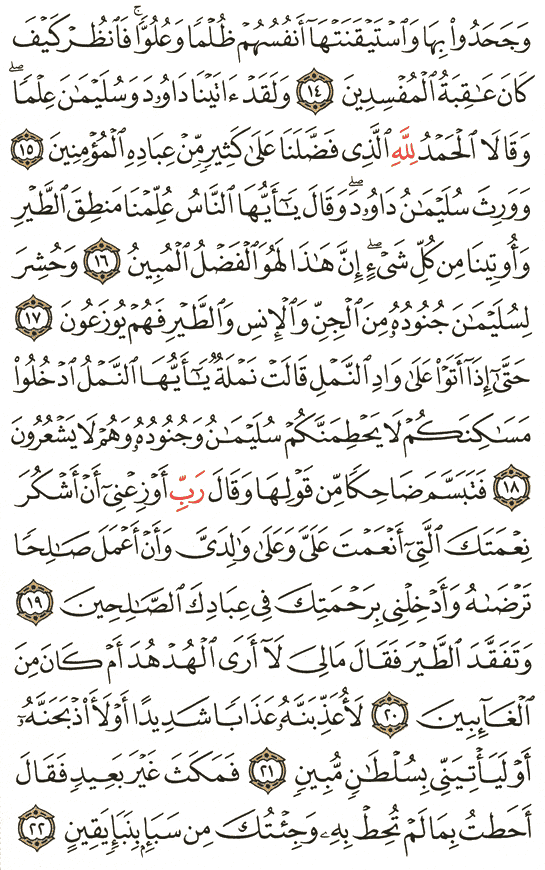 وَجَحَدُوا۟ بِهَا وَٱسْتَيْقَنَتْهَآ أَنفُسُهُمْ ظُلْمًا وَعُلُوًّا ۚ فَٱنظُرْ كَيْفَ
كَانَ عَـٰقِبَةُ ٱلْمُفْسِدِينَ ١٤ وَلَقَدْ ءَاتَيْنَا دَاوُۥدَ وَسُلَيْمَـٰنَ عِلْمًا ۖ
وَقَالَا ٱلْحَمْدُ لِلَّهِ ٱلَّذِى فَضَّلَنَا عَلَىٰ كَثِيرٍ مِّنْ عِبَادِهِ ٱلْمُؤْمِنِينَ ١٥
وَوَرِثَ سُلَيْمَـٰنُ دَاوُۥدَ ۖ وَقَالَ يَـٰٓأَيُّهَا ٱلنَّاسُ عُلِّمْنَا مَنطِقَ ٱلطَّيْرِ
وَأُوتِينَا مِن كُلِّ شَىْءٍ ۖ إِنَّ هَـٰذَا لَهُوَ ٱلْفَضْلُ ٱلْمُبِينُ ١٦ وَحُشِرَ
لِسُلَيْمَـٰنَ جُنُودُهُۥ مِنَ ٱلْجِنِّ وَٱلْإِنسِ وَٱلطَّيْرِ فَهُمْ يُوزَعُونَ ١٧
حَتَّىٰٓ إِذَآ أَتَوْا۟ عَلَىٰ وَادِ ٱلنَّمْلِ قَالَتْ نَمْلَةٌ يَـٰٓأَيُّهَا ٱلنَّمْلُ ٱدْخُلُوا۟
مَسَـٰكِنَكُمْ لَا يَحْطِمَنَّكُمْ سُلَيْمَـٰنُ وَجُنُودُهُۥ وَهُمْ لَا يَشْعُرُونَ
١٨ فَتَبَسَّمَ ضَاحِكًا مِّن قَوْلِهَا وَقَالَ رَبِّ أَوْزِعْنِىٓ أَنْ أَشْكُرَ
نِعْمَتَكَ ٱلَّتِىٓ أَنْعَمْتَ عَلَىَّ وَعَلَىٰ وَٰلِدَىَّ وَأَنْ أَعْمَلَ صَـٰلِحًا
تَرْضَىٰهُ وَأَدْخِلْنِى بِرَحْمَتِكَ فِى عِبَادِكَ ٱلصَّـٰلِحِينَ ١٩
وَتَفَقَّدَ ٱلطَّيْرَ فَقَالَ مَالِىَ لَآ أَرَى ٱلْهُدْهُدَ أَمْ كَانَ مِنَ
ٱلْغَآئِبِينَ ٢٠ لَأُعَذِّبَنَّهُۥ عَذَابًا شَدِيدًا أَوْ لَأَا۟ذْبَحَنَّهُۥٓ
أَوْ لَيَأْتِيَنِّى بِسُلْطَـٰنٍ مُّبِينٍ ٢١ فَمَكَثَ غَيْرَ بَعِيدٍ فَقَالَ
أَحَطتُ بِمَا لَمْ تُحِطْ بِهِۦ وَجِئْتُكَ مِن سَبَإٍۭ بِنَبَإٍ يَقِينٍ ٢٢